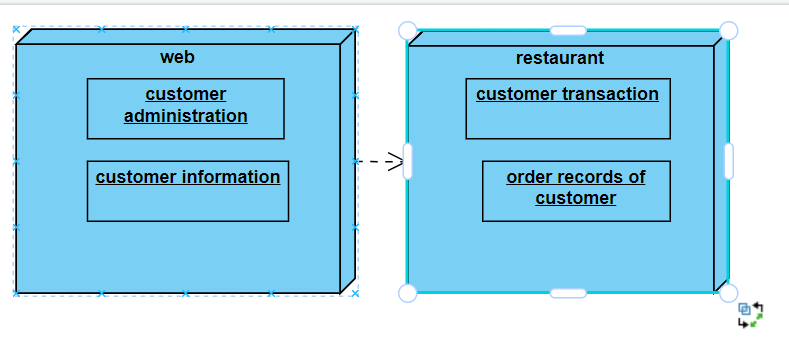 web
customer
administration
customer information
restaurant
customer transaction
order records of
customer